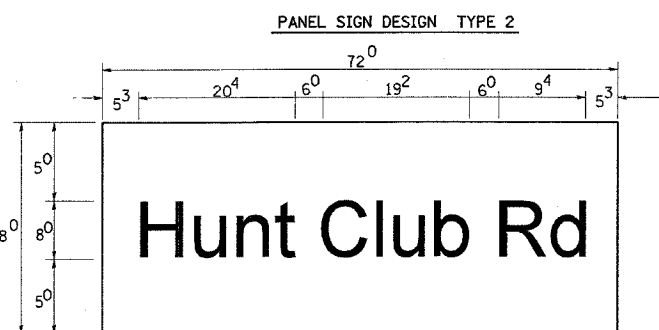 PANEL SIGN DESIGN TYPE 2
72⁰
5³ 20⁴ 6⁰ 19² 6⁰ 9⁴ 5³
5⁰
8⁰ 8⁰
5⁰
Hunt Club Rd